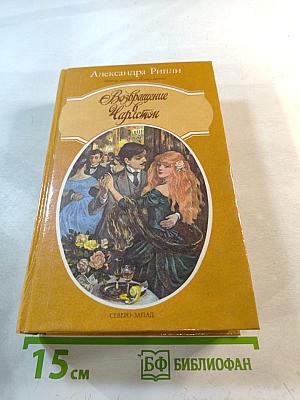 Александра Рипли
Возвращение
в
Чарлстон
СЕВЕРО-ЗАПАД
15 см
БФ БИБЛИОФАН